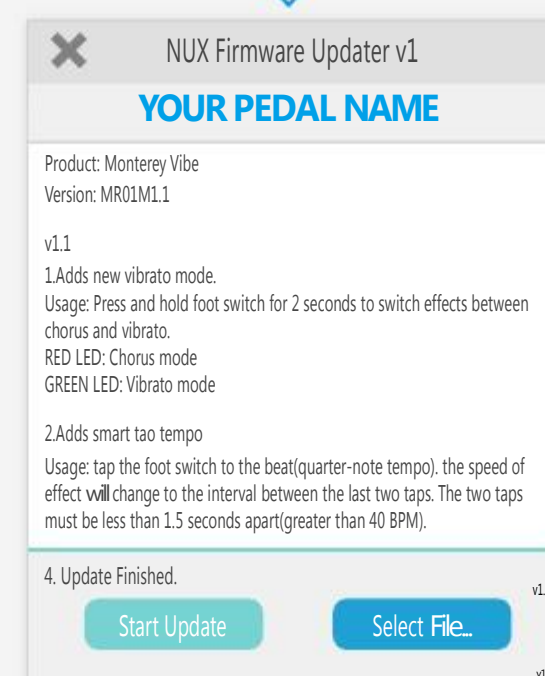 NUX Firmware Updater v1
YOUR PEDAL NAME
Product: Monterey Vibe
Version: MR01M1.1
v1.1
1.Adds new vibrato mode.
Usage: Press and hold foot switch for 2 seconds to switch effects between
chorus and vibrato.
RED LED: Chorus mode
GREEN LED: Vibrato mode
2.Adds smart tao tempo
Usage: tap the foot switch to the beat(quarter-note tempo). the speed of
effect will change to the interval between the last two taps. The two taps
must be less than 1.5 seconds apart(greater than 40 BPM).
4. Update Finished.
v1.
Start Update
Select File...